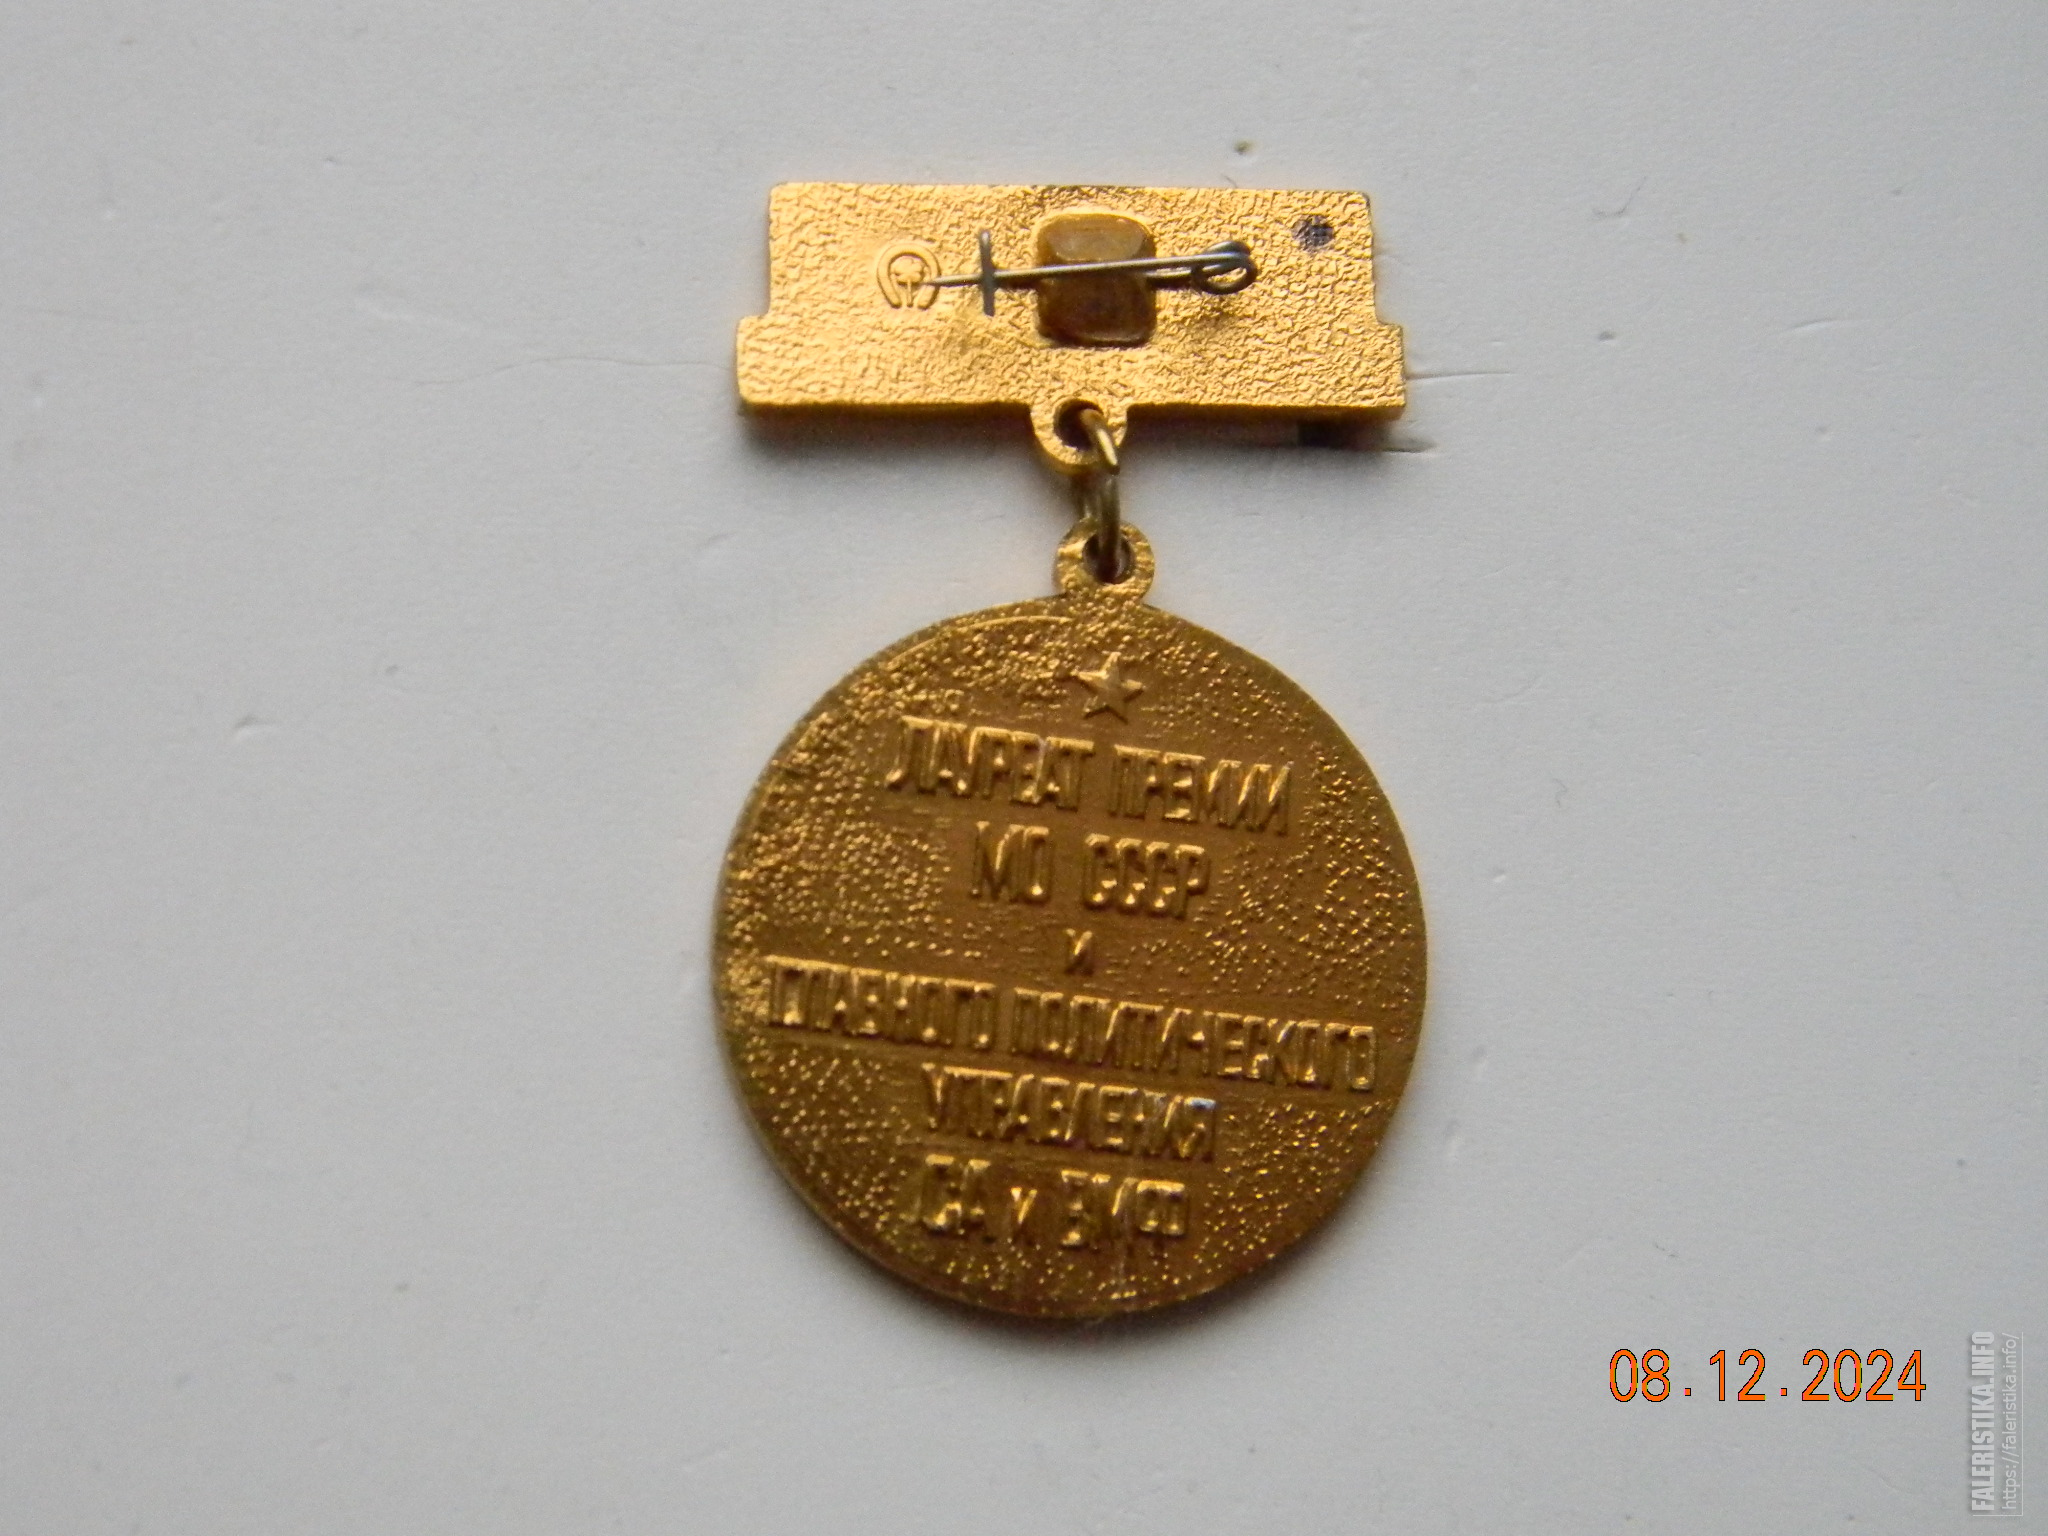 ЛАУРЕАТ ПРЕМИИ
МО СССР
и
ГЛАВНОГО ПОЛИТИЧЕСКОГО
УПРАВЛЕНИЯ
СА и ВМФ
08.12.2024
FALERISTIKA.INFO
https://faleristika.info/